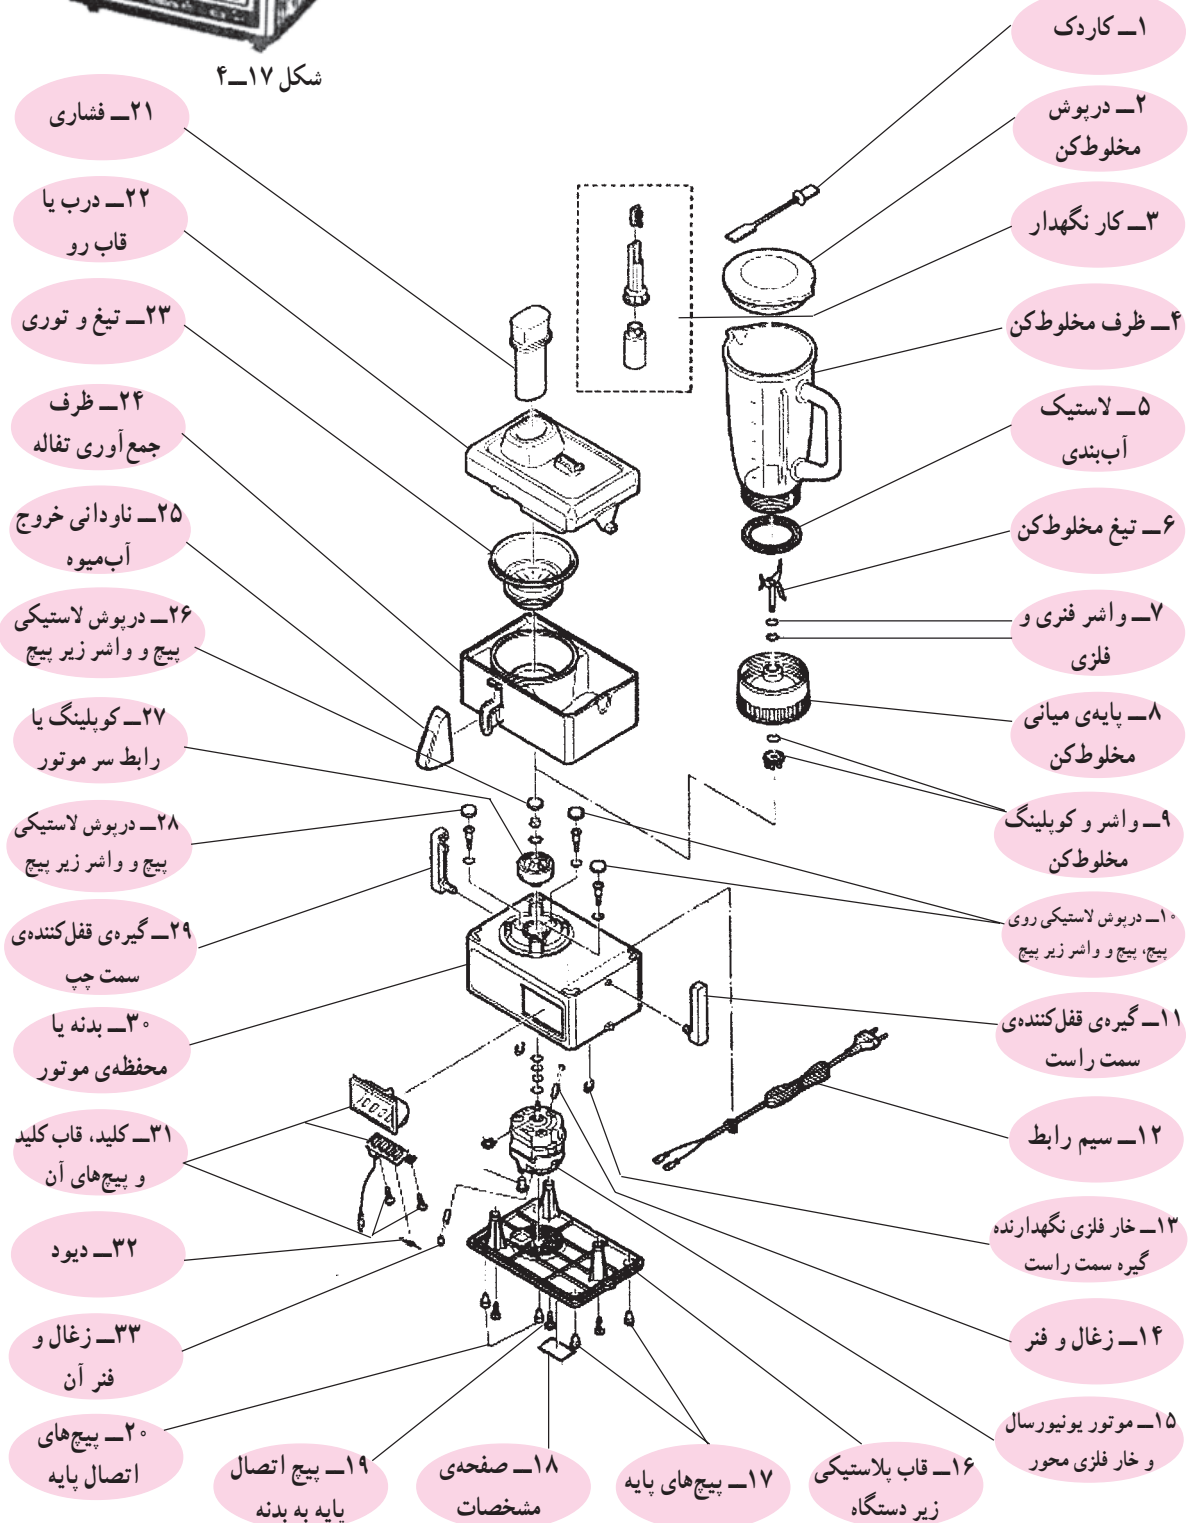 شکل ۱۷ــ۴
۱ــ کاردک
۲ــ درپوش
مخلوط‌کن
۳ــ کار نگهدار
۴ــ ظرف مخلوط‌کن
۵ــ لاستیک
آب‌بندی
۶ــ تیغ مخلوط‌کن
۷ــ واشر فنری و
فلزی
۸ــ پایه‌ی میانی
مخلوط‌کن
۹ــ واشر و کوپلینگ
مخلوط‌کن
۱۰ــ درپوش لاستیکی روی
پیچ، پیچ و واشر زیر پیچ
۱۱ــ گیره‌ی قفل‌کننده‌ی
سمت راست
۱۲ــ سیم رابط
۱۳ــ خار فلزی نگهدارنده
گیره سمت راست
۱۴ــ زغال و فنر
۱۵ــ موتور یونیورسال
و خار فلزی محور
۱۶ــ قاب پلاستیکی
زیر دستگاه
۱۷ــ پیچ‌های پایه
۱۸ــ صفحه‌ی
مشخصات
۱۹ــ پیچ اتصال
پایه به بدنه
۲۰ــ پیچ‌های
اتصال پایه
۲۱ــ فشاری
۲۲ــ درب یا
قاب رو
۲۳ــ تیغ و توری
۲۴ــ ظرف
جمع‌آوری تفاله
۲۵ــ ناودانی خروج
آب‌میوه
۲۶ــ درپوش لاستیکی
پیچ و واشر زیر پیچ
۲۷ــ کوپلینگ یا
رابط سر موتور
۲۸ــ درپوش لاستیکی
پیچ و واشر زیر پیچ
۲۹ــ گیره‌ی قفل‌کننده‌ی
سمت چپ
۳۰ــ بدنه یا
محفظه‌ی موتور
۳۱ــ کلید، قاب کلید
و پیچ‌های آن
۳۲ــ دیود
۳۳ــ زغال و
فنر آن